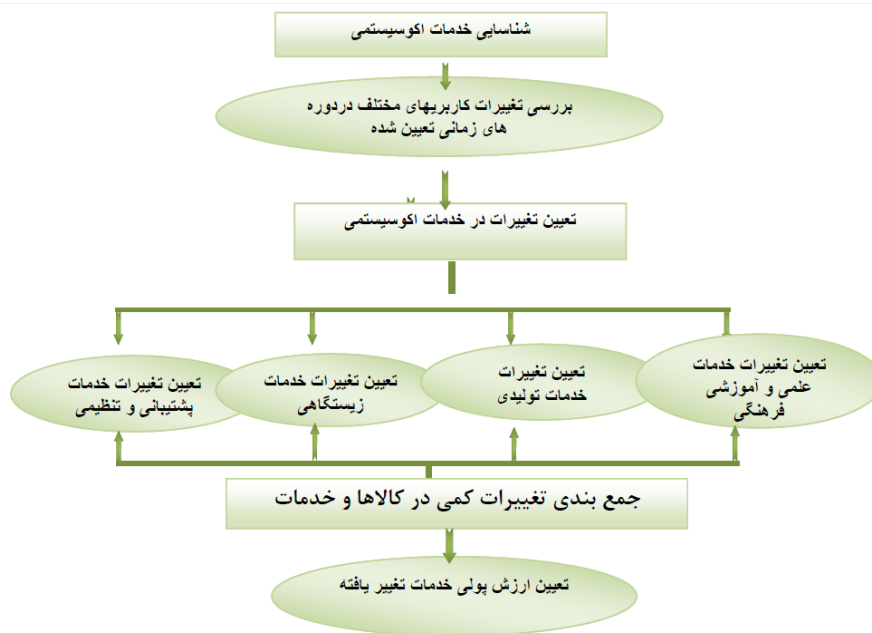 شناسایی خدمات اکوسیستمی
بررسی تغییرات کاربریهای مختلف دردوره
های زمانی تعیین شده
تعیین تغییرات در خدمات اکوسیستمی
تعیین تغییرات خدمات
علمی و آموزشی
فرهنگی
تعیین تغییرات
خدمات تولیدی
تعیین تغییرات خدمات
زیستگاهی
تعیین تغییرات خدمات
پشتیبانی و تنظیمی
جمع بندی تغییرات کمی در کالاها و خدمات
تعیین ارزش پولی خدمات تغییر یافته